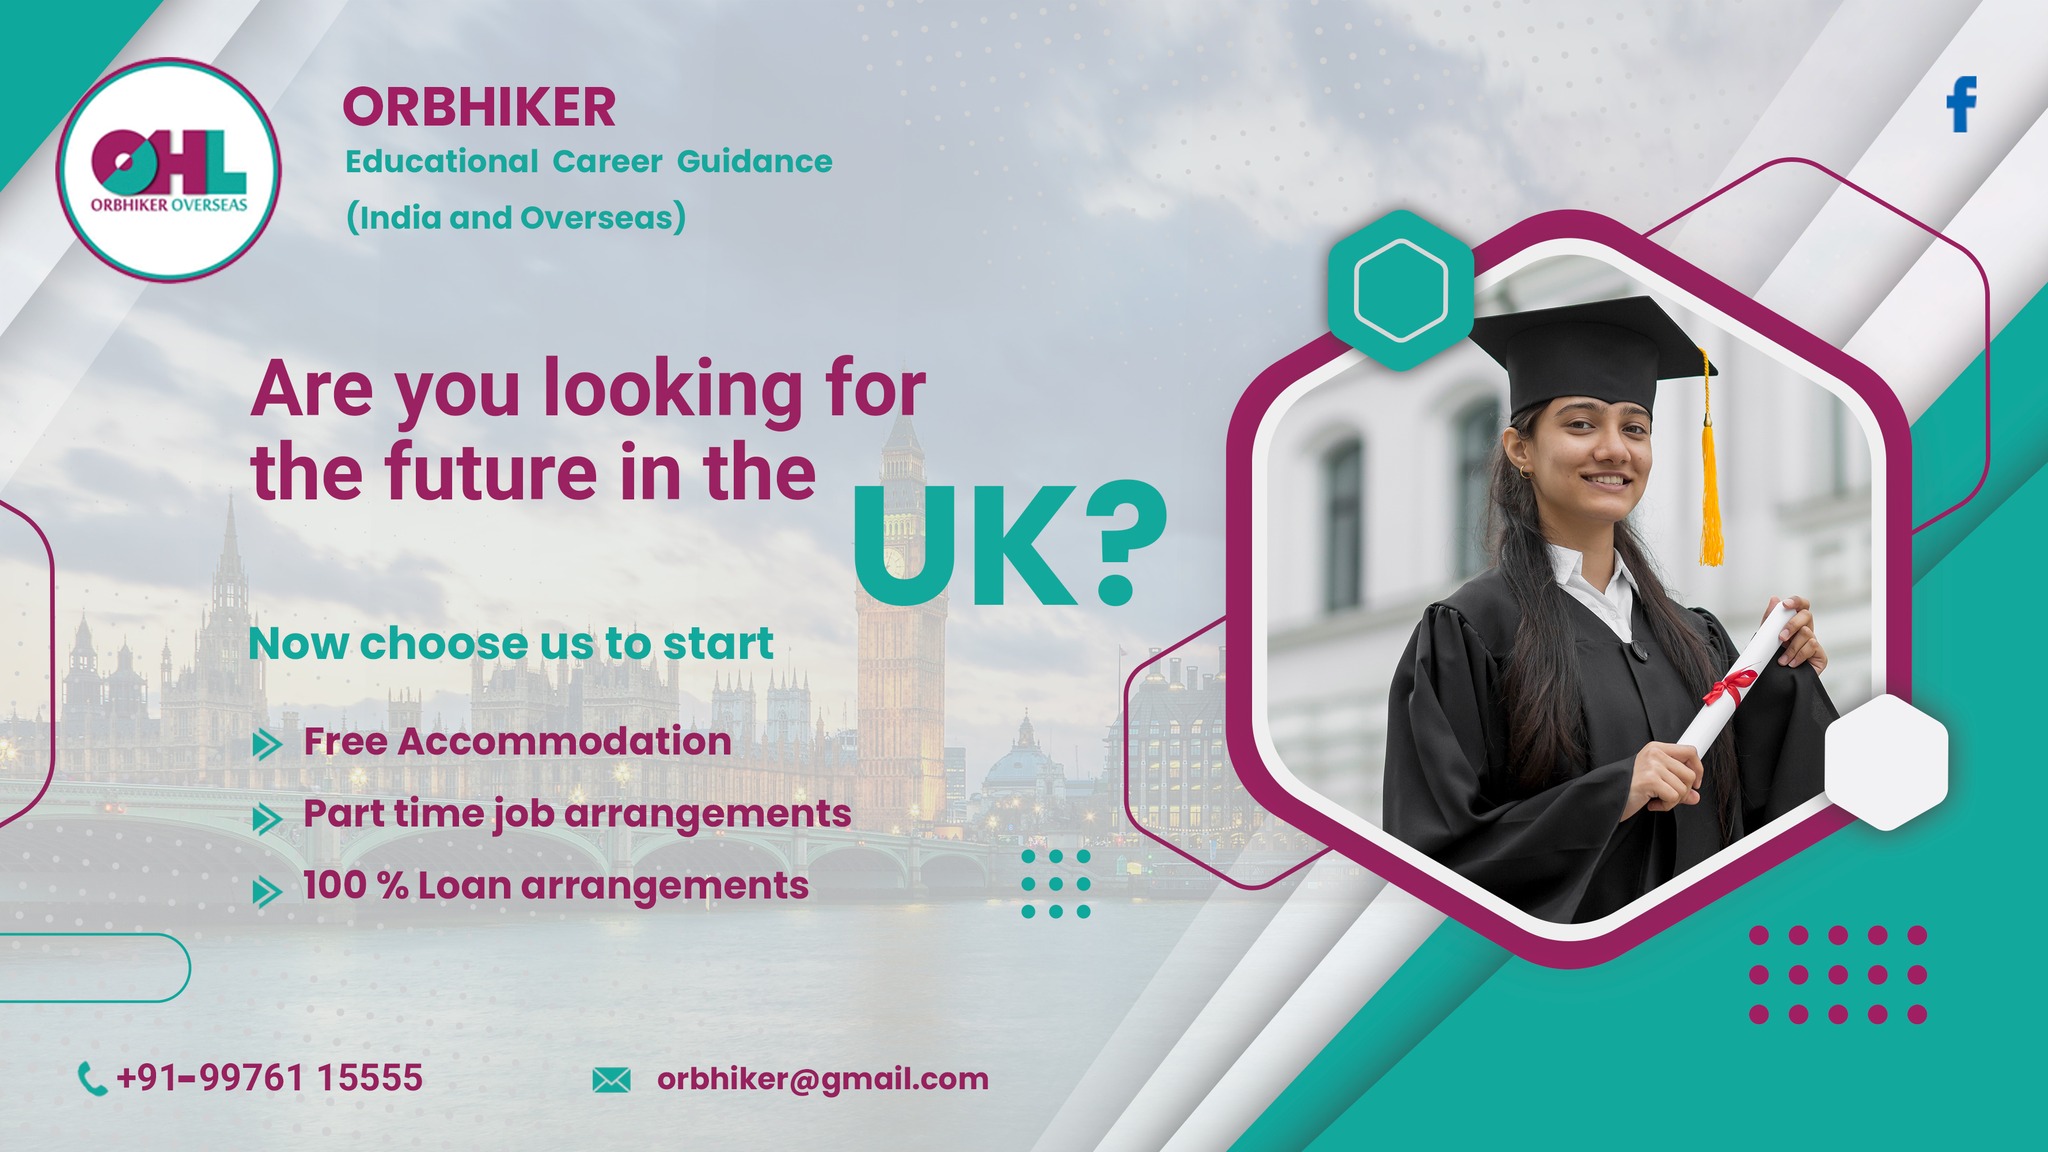 OHL
ORBHIKER OVERSEAS
ORBHIKER
Educational Career Guidance
(India and Overseas)
f
Are you looking for
the future in the
UK?
Now choose us to start
Free Accommodation
Part time job arrangements
100 % Loan arrangements
+91-99761 15555
orbhiker@gmail.com